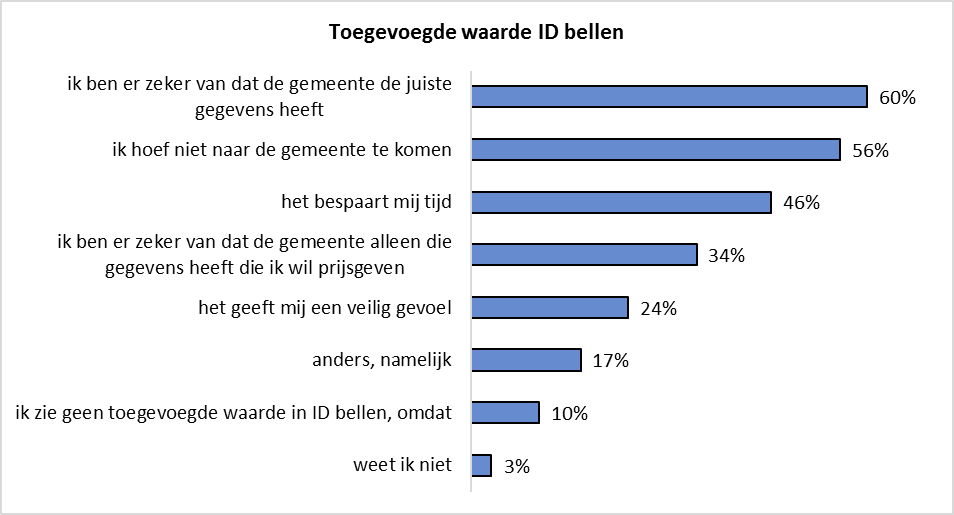 Toegevoegde waarde ID bellen
ik ben er zeker van dat de gemeente de juiste
gegevens heeft
60%
ik hoef niet naar de gemeente te komen
56%
het bespaart mij tijd
46%
ik ben er zeker van dat de gemeente alleen die
gegevens heeft die ik wil prijsgeven
34%
het geeft mij een veilig gevoel
24%
anders, namelijk
17%
ik zie geen toegevoegde waarde in ID bellen, omdat
10%
weet ik niet
3%